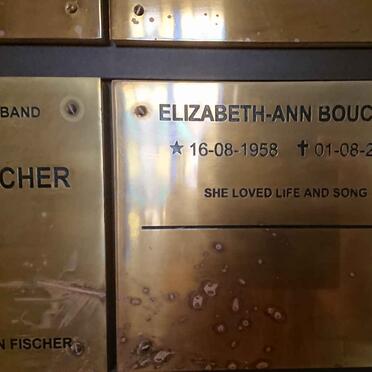 BAND
CHER
N FISCHER
ELIZABETH-ANN BOUC
★ 16-08-1958 ✝ 01-08-2
SHE LOVED LIFE AND SONG